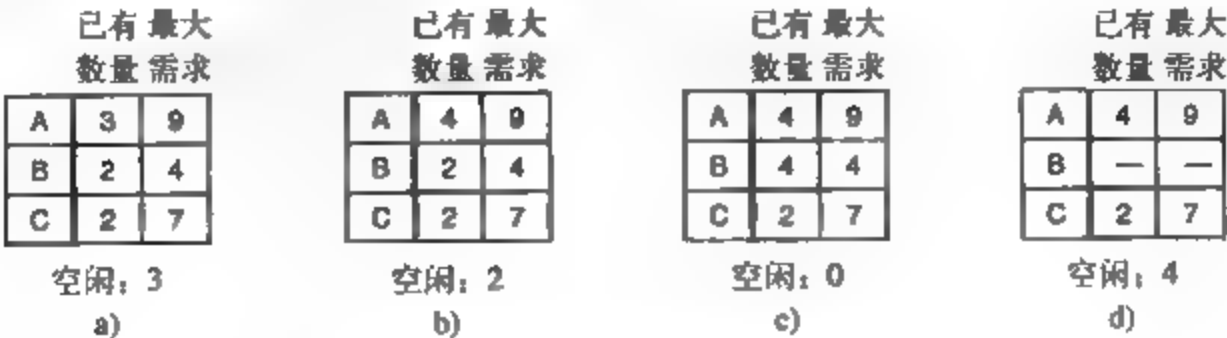 已有 最大 已有 最大 已有 最大 已有 最大
数量 需求 数量 需求 数量 需求 数量 需求
A 3 9 A 4 9 A 4 9 A 4 9
B 2 4 B 2 4 B 4 4 B — —
C 2 7 C 2 7 C 2 7 C 2 7
空闲：3 空闲：2 空闲：0 空闲：4
a) b) c) d)